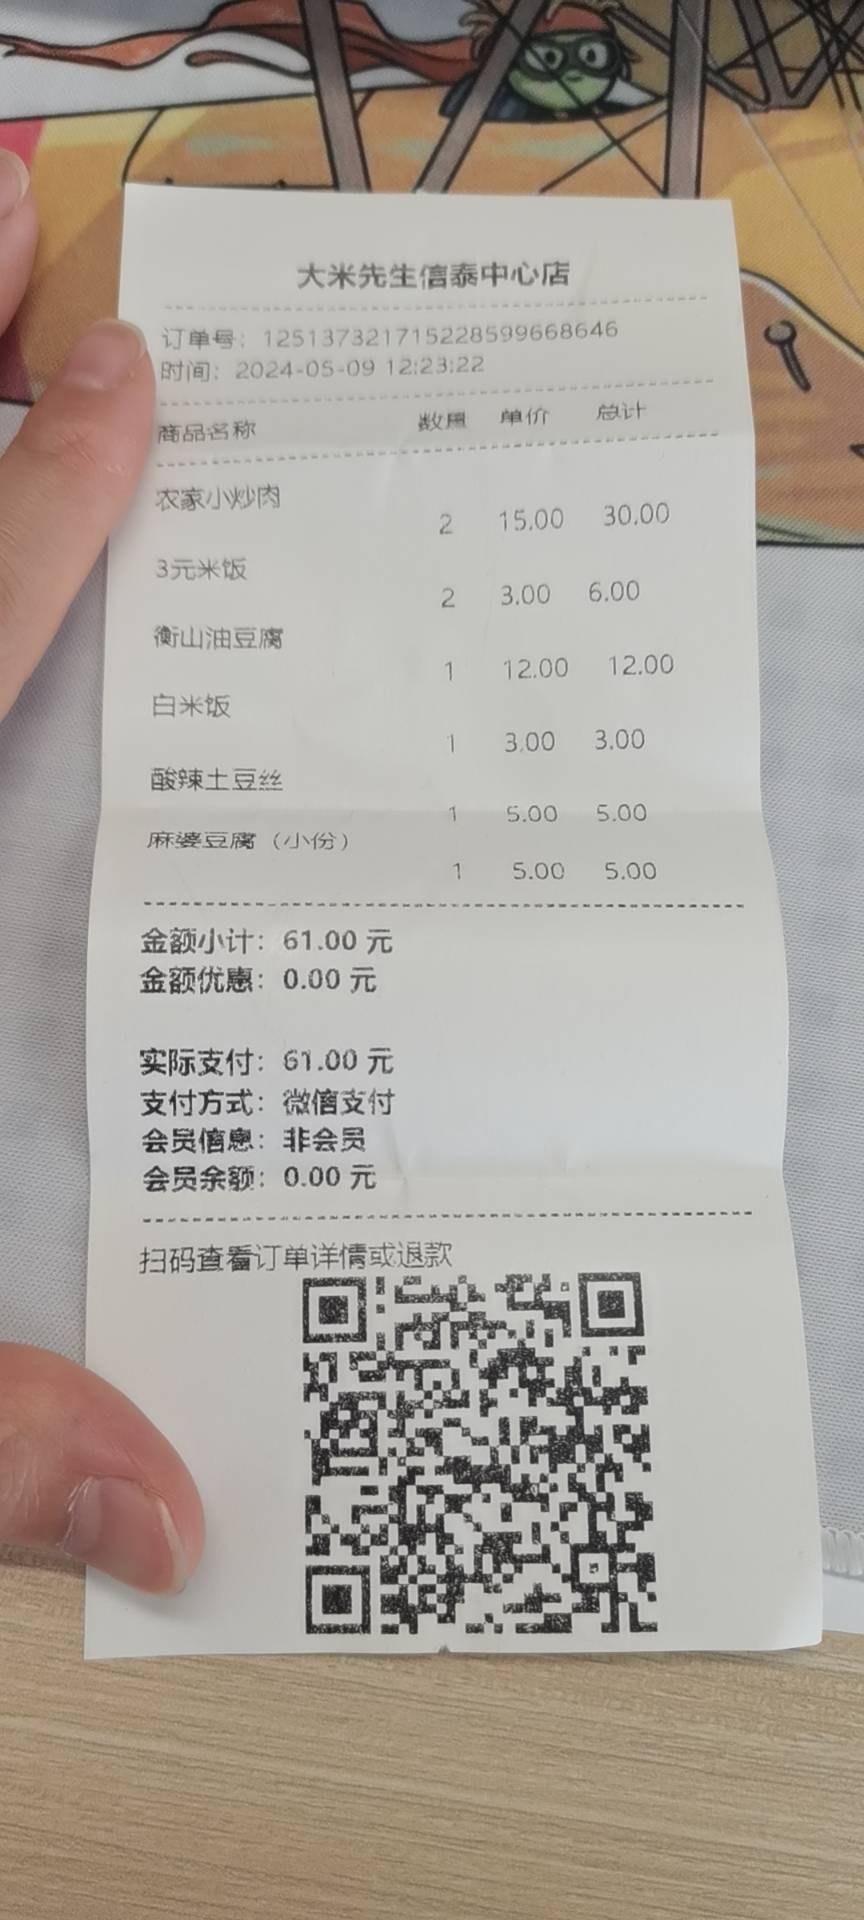 大米先生信泰中心店
订单号：1251373217152285996686​46
时间：2024-05-09 12:23:22
商品名称 数量 单价 总计
农家小炒肉
2 15.00 30.00
3元米饭
2 3.00 6.00
衡山油豆腐
1 12.00 12.00
白米饭
1 3.00 3.00
酸辣土豆丝
1 5.00 5.00
麻婆豆腐（小份）
1 5.00 5.00
金额小计：61.00 元
金额优惠：0.00 元
实际支付：61.00 元
支付方式：微信支付
会员信息：非会员
会员余额：0.00 元
扫码查看订单详情或退款